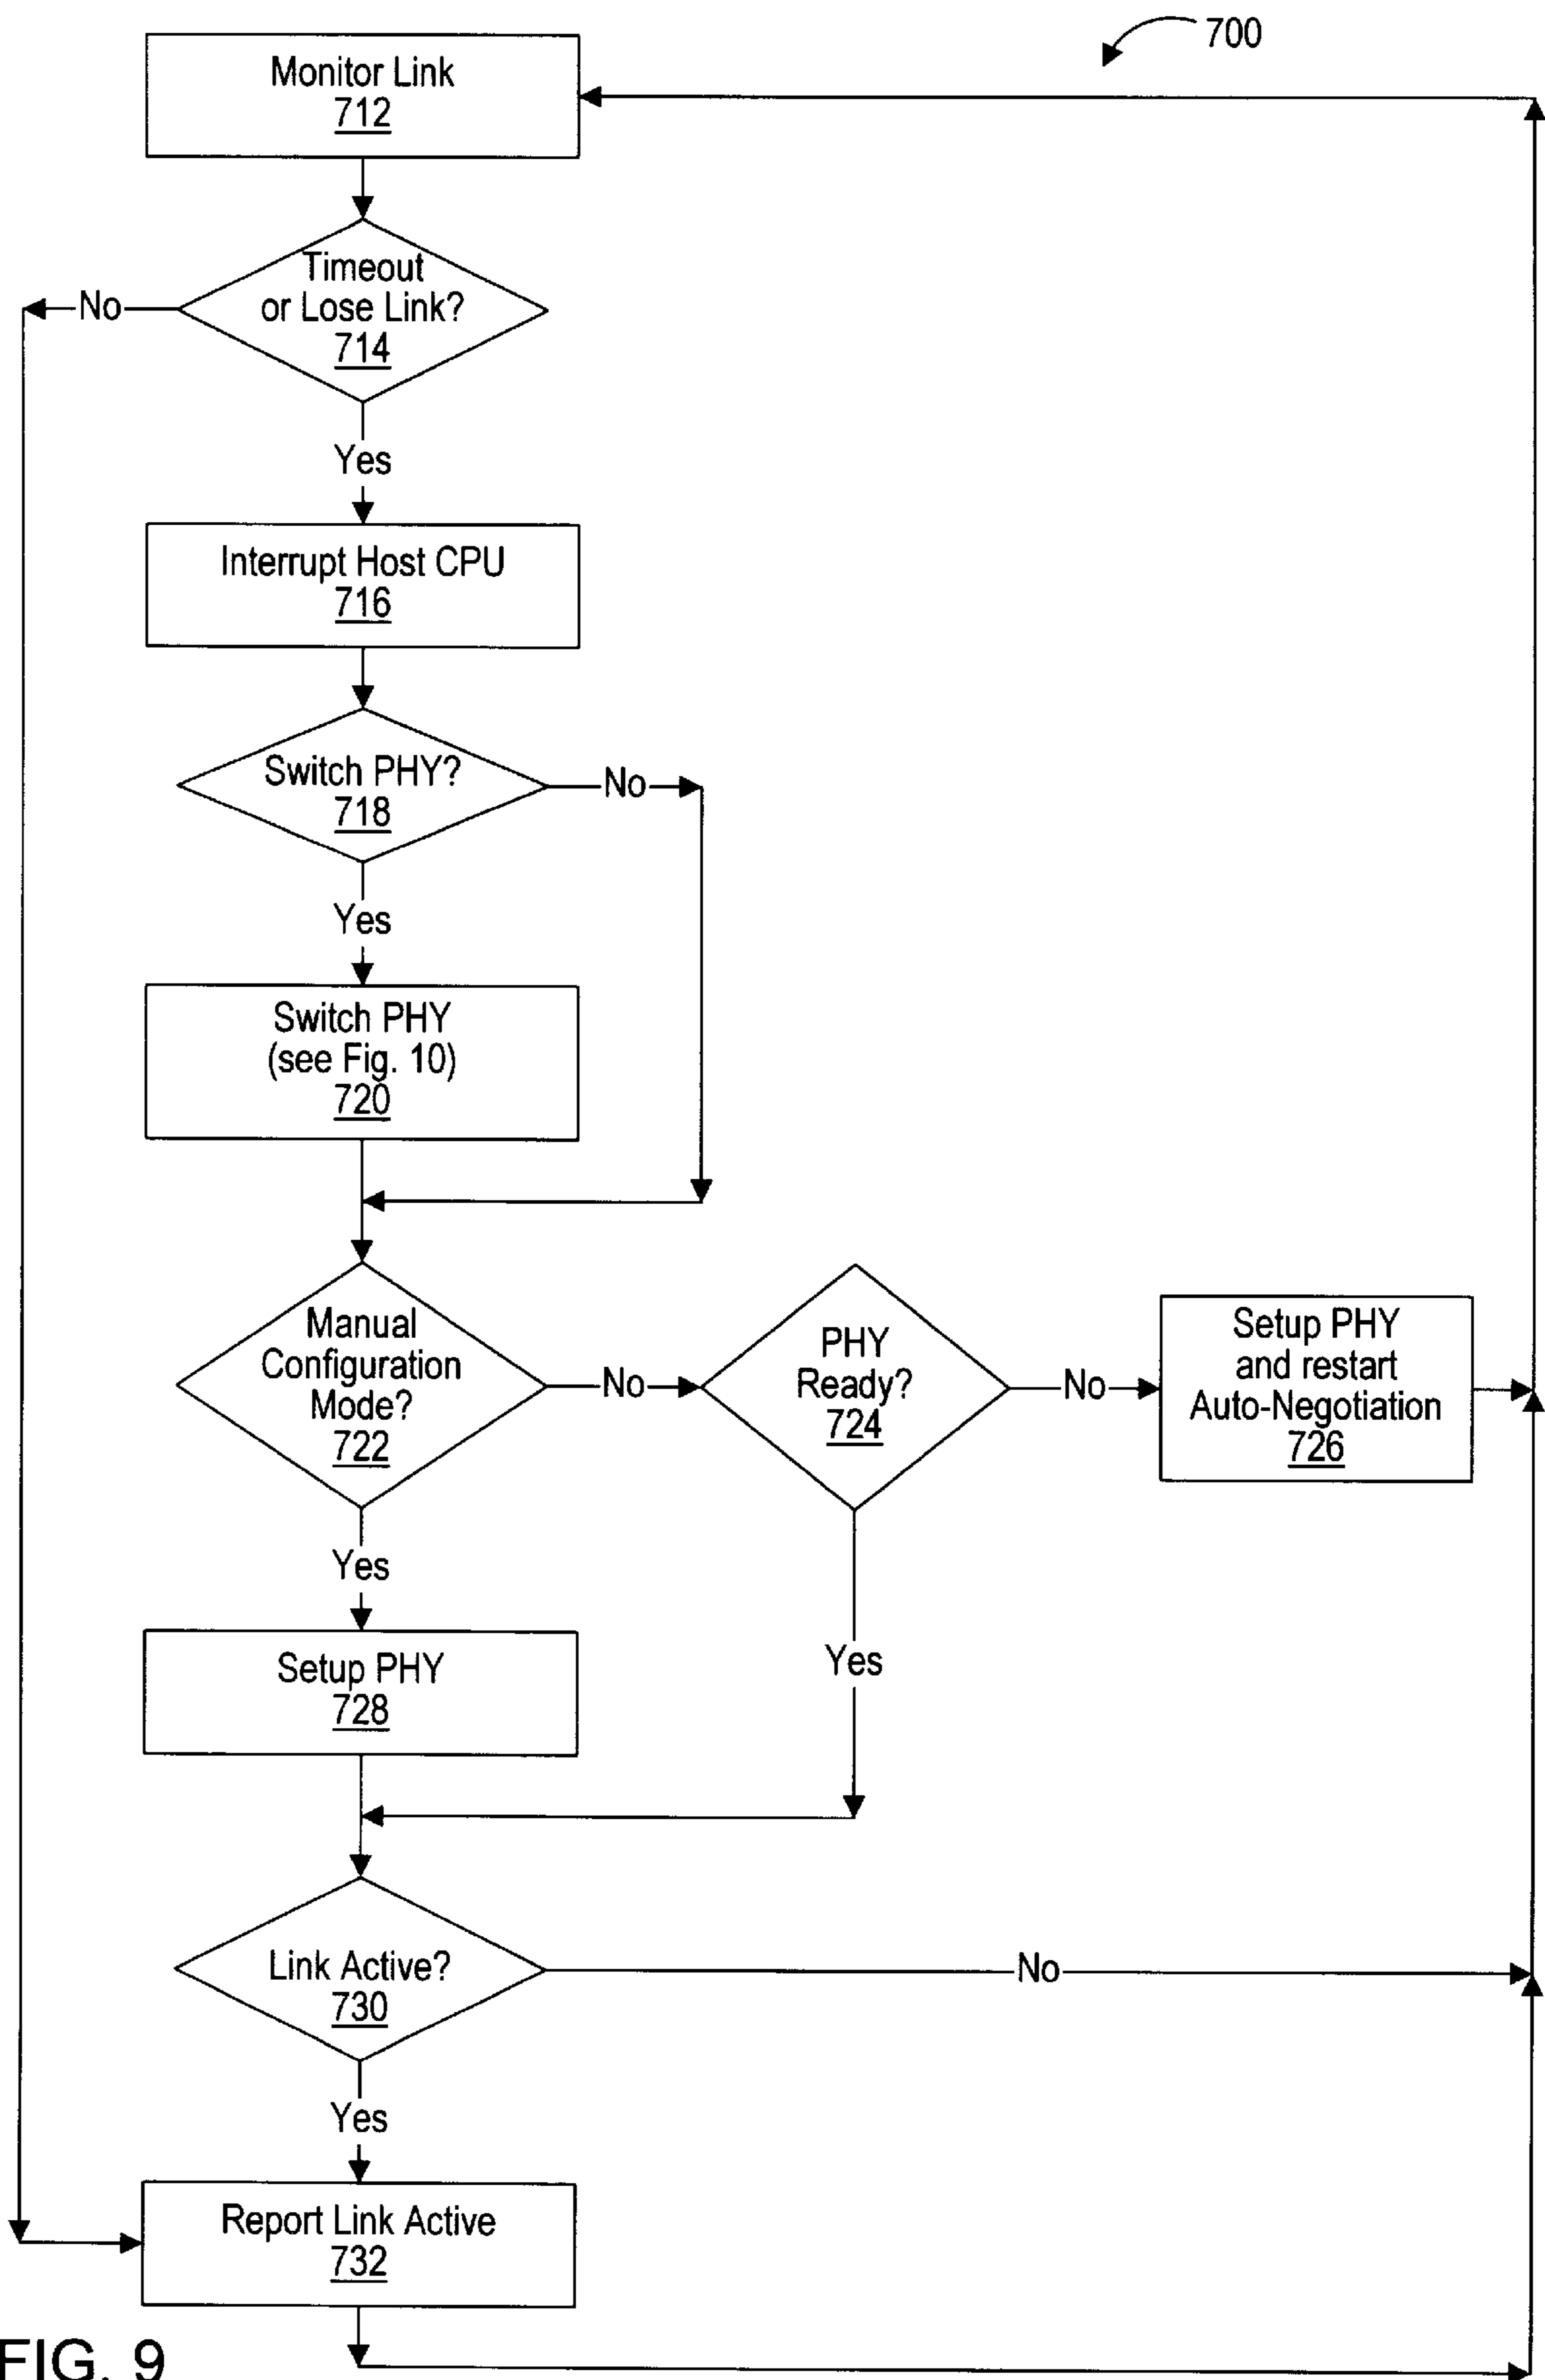 700
Monitor Link
712
Timeout
or Lose Link?
714
No
Yes
Interrupt Host CPU
716
Switch PHY?
718
No
Yes
Switch PHY
(see Fig. 10)
720
Manual
Configuration
Mode?
722
No
PHY
Ready?
724
No
Setup PHY
and restart
Auto-Negotiation
726
Yes
Yes
Setup PHY
728
Link Active?
730
No
Yes
Report Link Active
732
FIG. 9